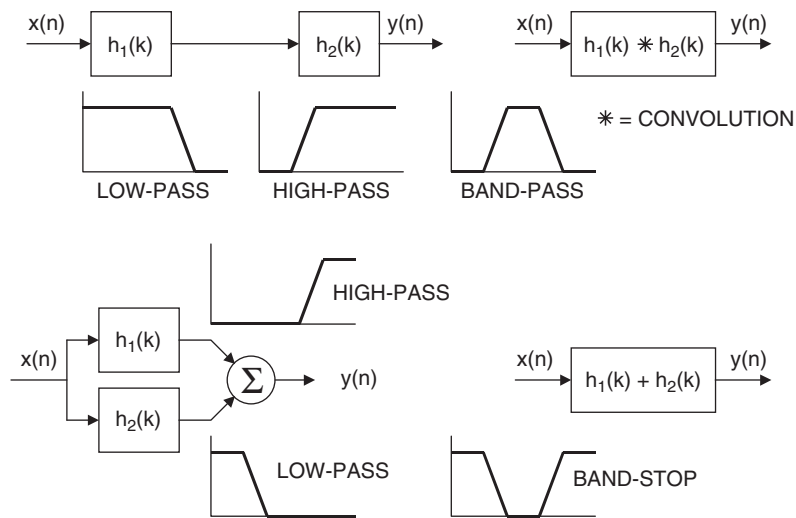 x(n)
h₁(k)
h₂(k)
y(n)
x(n)
h₁(k) ∗ h₂(k)
y(n)
∗ = CONVOLUTION
LOW-PASS
HIGH-PASS
BAND-PASS
HIGH-PASS
x(n)
h₁(k)
h₂(k)
Σ
y(n)
x(n)
h₁(k) + h₂(k)
y(n)
LOW-PASS
BAND-STOP